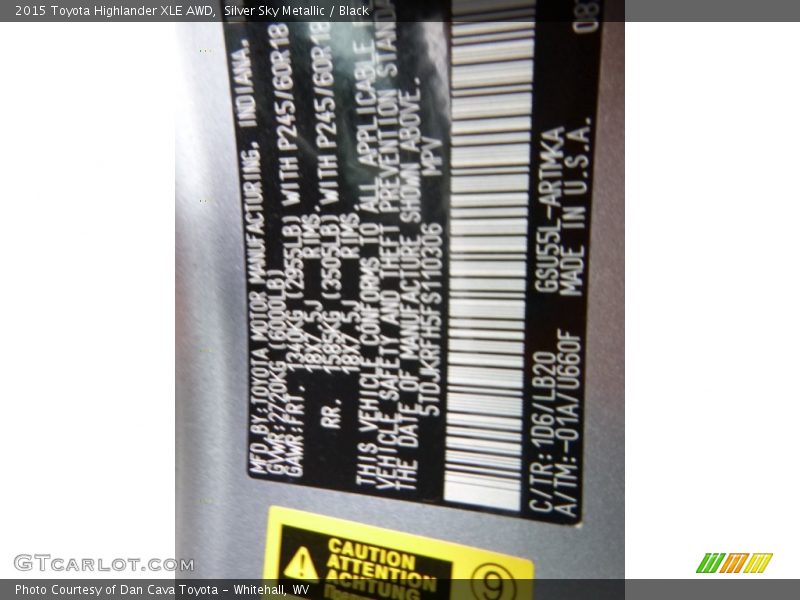 2015 Toyota Highlander XLE AWD, Silver Sky Metallic / Black
MFD BY:TOYOTA MOTOR MANUFACTURING, INDIANA,
GVWR:2720KG (6000LB)
GAWR:FRT. 1340KG (2955LB) WITH P245/60R18
18X7.5J RIMS,
RR. 1585KG (3505LB) WITH P245/60R18
18X7.5J RIMS.
THIS VEHICLE CONFORMS TO ALL APPLICABLE
VEHICLE SAFETY AND THEFT PREVENTION
THE DATE OF MANUFACTURE SHOWN ABOVE.
5TDJKRFH5FS110306 MPV
C/TR:1D6/LB20 GSU55L-ARTMKA
A/TM:-01A/U660F MADE IN U.S.A.
CAUTION
ATTENTION
ACHTUNG
9
GTCARLOT.COM
Photo Courtesy of Dan Cava Toyota - Whitehall, WV